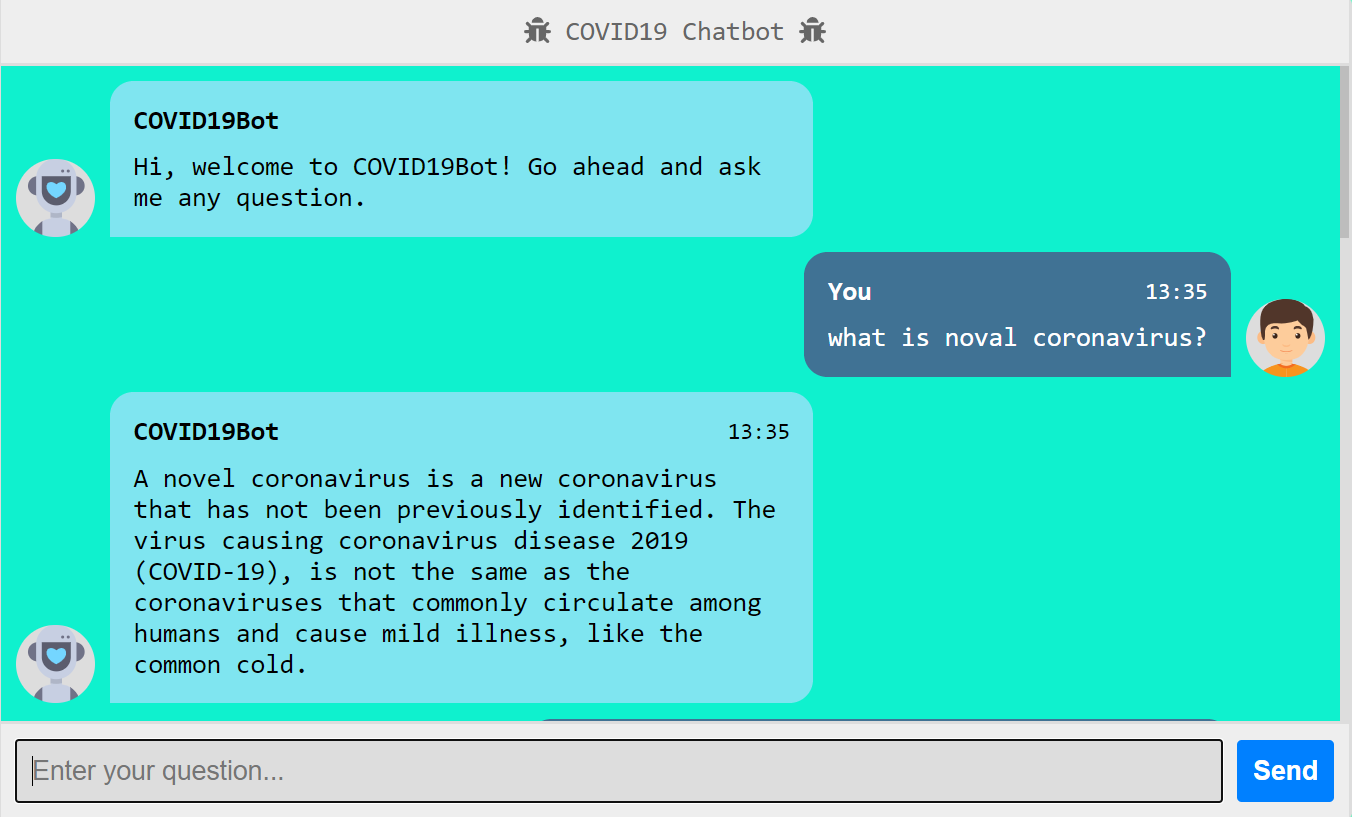 COVID19 Chatbot
COVID19Bot
Hi, welcome to COVID19Bot! Go ahead and ask
me any question.
You 13:35
what is noval coronavirus?
COVID19Bot 13:35
A novel coronavirus is a new coronavirus
that has not been previously identified. The
virus causing coronavirus disease 2019
(COVID-19), is not the same as the
coronaviruses that commonly circulate among
humans and cause mild illness, like the
common cold.
Enter your question... Send